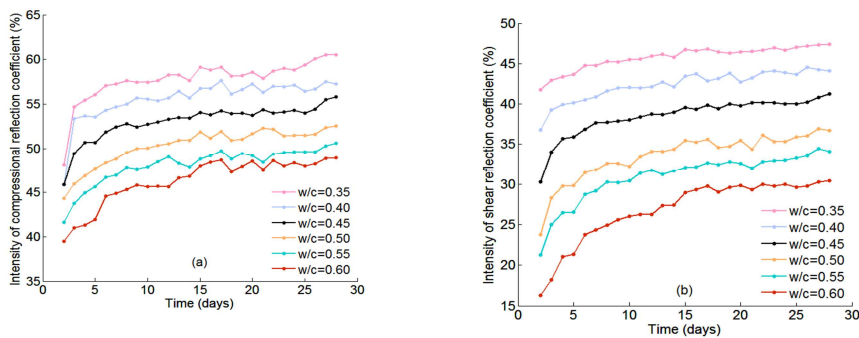 Intensity of compressional reflection coefficient (%)
65
60
55
50
45
40
35
0
5
10
15
20
25
30
Time (days)
(a)
w/c=0.35
w/c=0.40
w/c=0.45
w/c=0.50
w/c=0.55
w/c=0.60
Intensity of shear reflection coefficient (%)
50
45
40
35
30
25
20
15
0
5
10
15
20
25
30
Time (days)
(b)
w/c=0.35
w/c=0.40
w/c=0.45
w/c=0.50
w/c=0.55
w/c=0.60